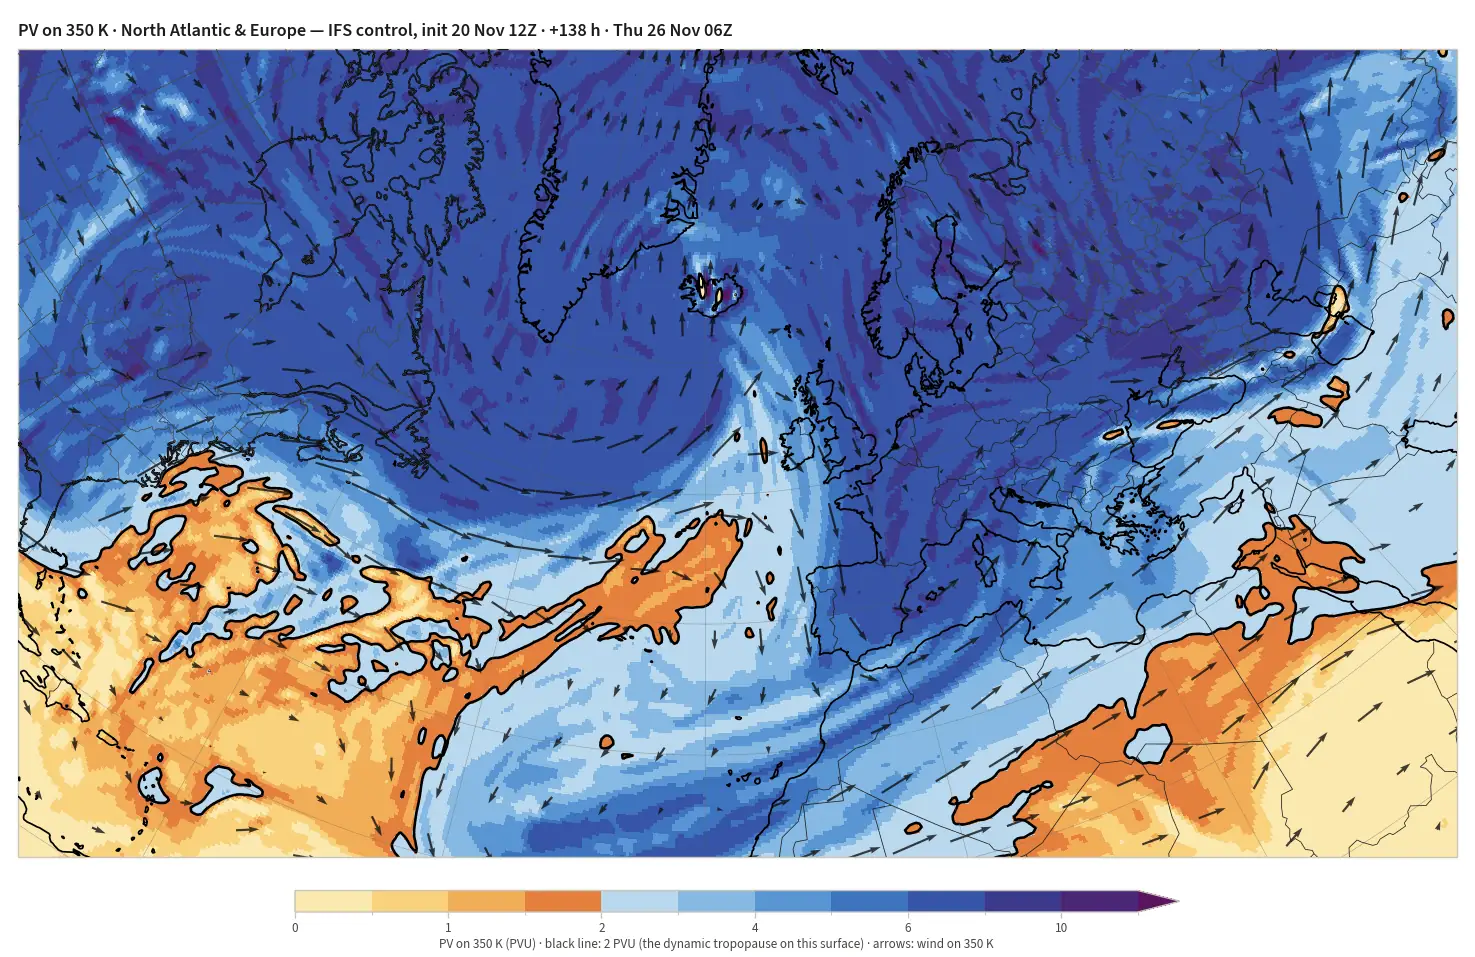 PV on 350 K · North Atlantic & Europe — IFS control, init 20 Nov 12Z · +138 h · Thu 26 Nov 06Z
0 1 2 4 6 10
PV on 350 K (PVU) · black line: 2 PVU (the dynamic tropopause on this surface) · arrows: wind on 350 K